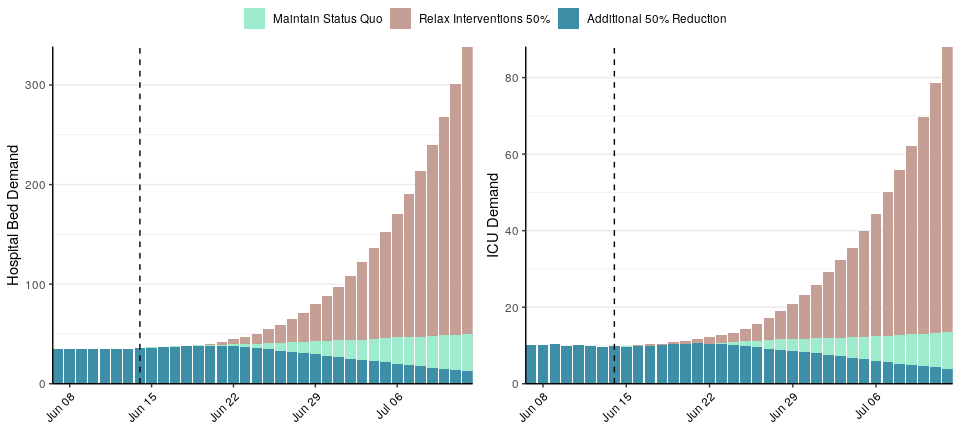 Maintain Status Quo Relax Interventions 50% Additional 50% Reduction
Hospital Bed Demand
300
200
100
0
Jun 08 Jun 15 Jun 22 Jun 29 Jul 06
ICU Demand
80
60
40
20
0
Jun 08 Jun 15 Jun 22 Jun 29 Jul 06